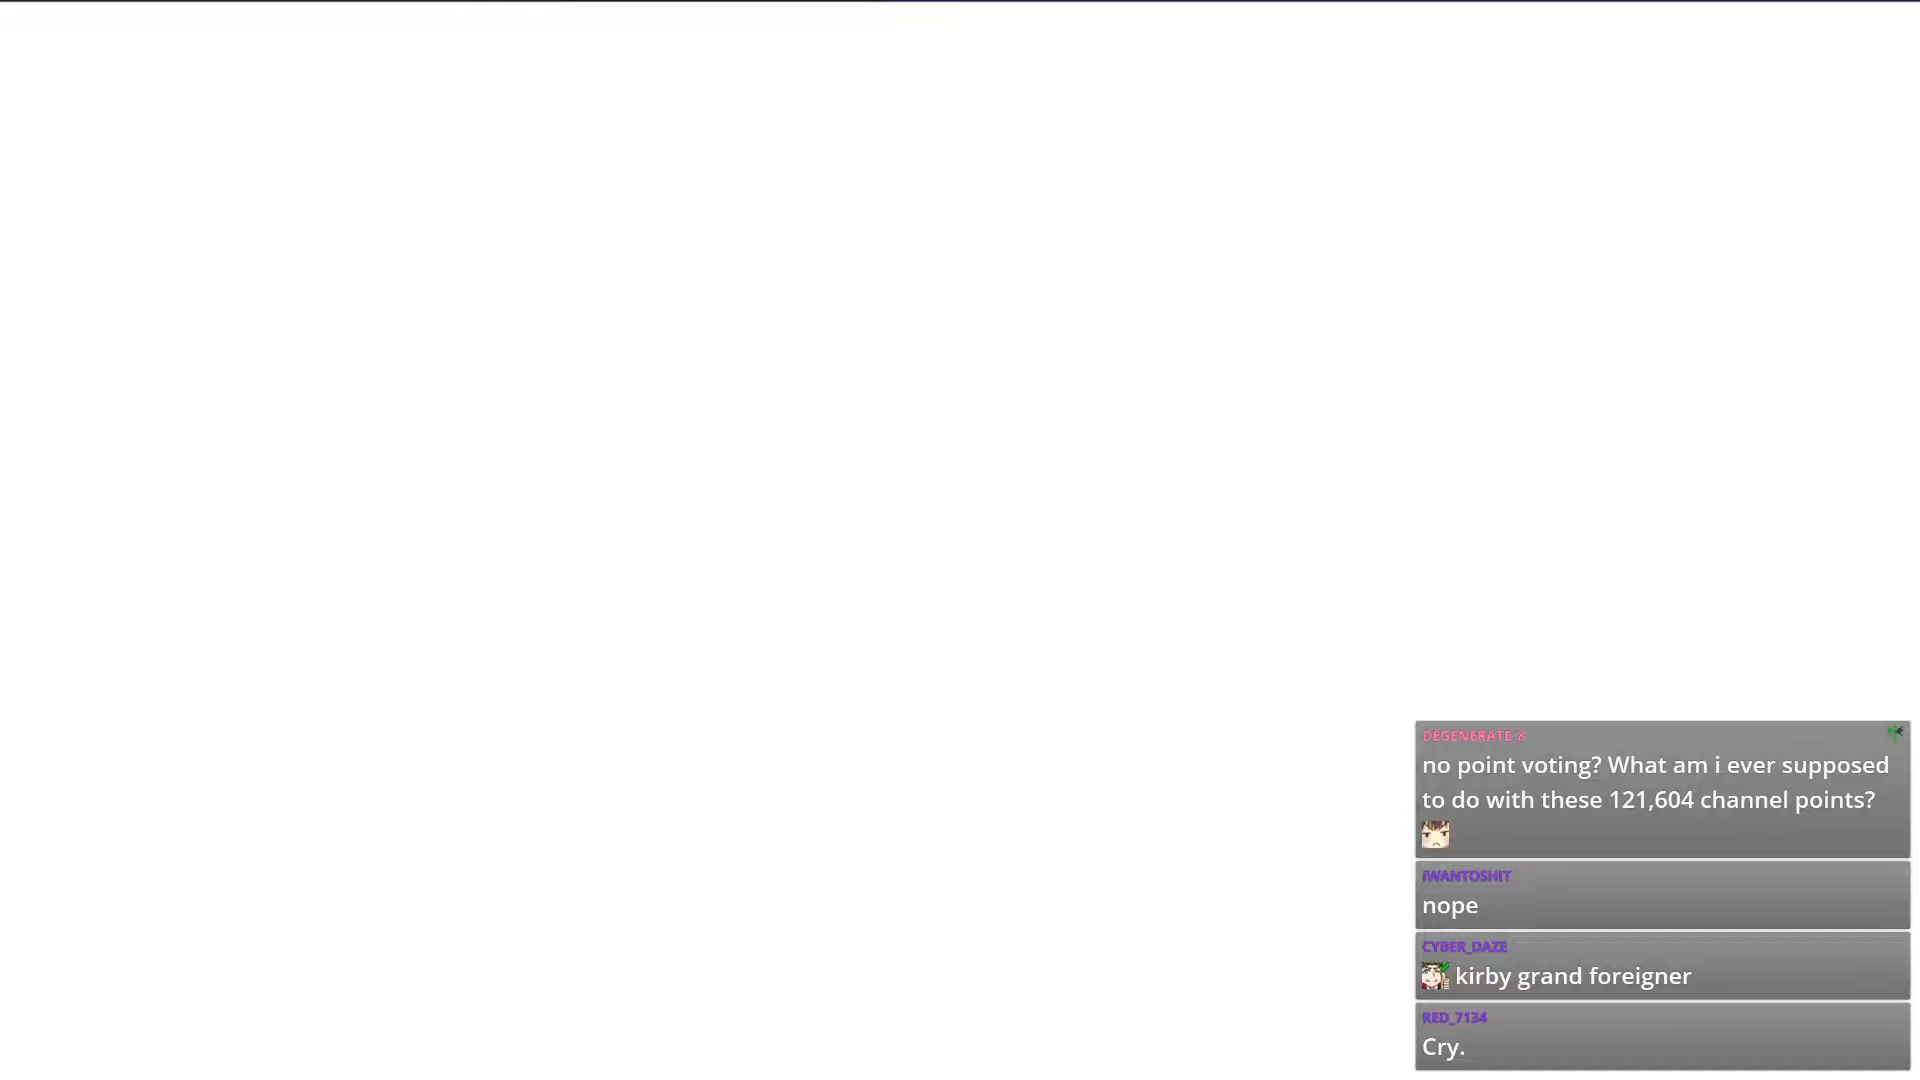 DEGENERATE_8
no point voting? What am i ever supposed
to do with these 121,604 channel points?
IWANTOSHIT
nope
CYBER_DAZE
kirby grand foreigner
RED_7134
Cry.